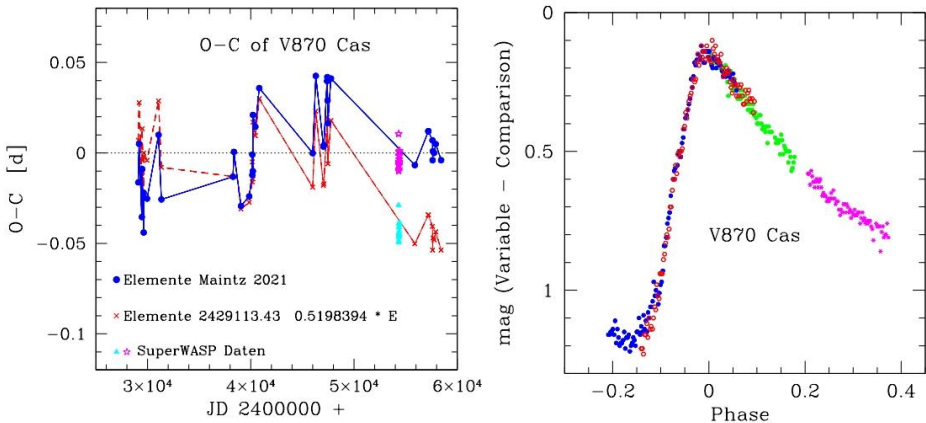 O-C of V870 Cas
O-C [d]
0.05
0
-0.05
-0.1
Elemente Maintz 2021
Elemente 2429113.43 0.5198394 * E
SuperWASP Daten
3×10⁴ 4×10⁴ 5×10⁴ 6×10⁴
JD 2400000 +
mag (Variable - Comparison)
0
0.5
1
V870 Cas
-0.2 0 0.2 0.4
Phase